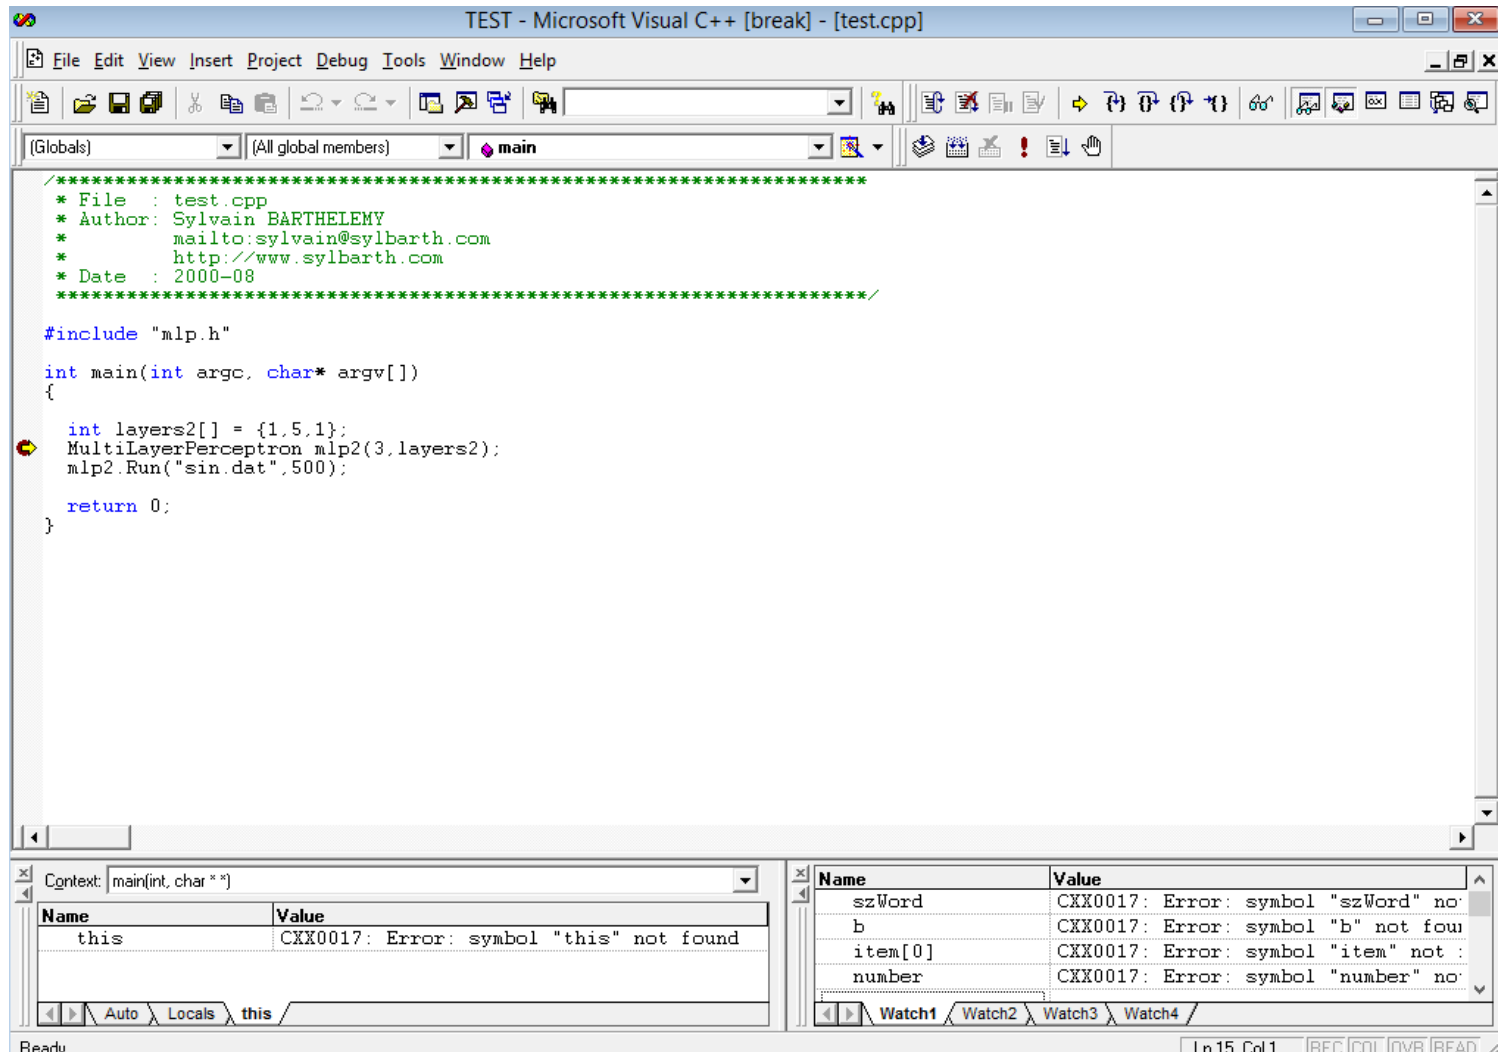 TEST - Microsoft Visual C++ [break] - [test.cpp]
File Edit View Insert Project Debug Tools Window Help
(Globals) (All global members) main
/*********************************************************************
* File : test.cpp
* Author: Sylvain BARTHELEMY
* mailto:sylvain@sylbarth.com
* http://www.sylbarth.com
* Date : 2000-08
*********************************************************************/
#include "mlp.h"
int main(int argc, char* argv[])
{
int layers2[] = {1,5,1};
MultiLayerPerceptron mlp2(3,layers2);
mlp2.Run("sin.dat",500);
return 0;
}
Context: main(int, char * *)
Name Value
this CXX0017: Error: symbol "this" not found
Auto Locals this
Name Value
szWord CXX0017: Error: symbol "szWord"
b CXX0017: Error: symbol "b" not
item[0] CXX0017: Error: symbol "item" not
number CXX0017: Error: symbol "number"
Watch1 Watch2 Watch3 Watch4
Ready Ln 15, Col 1 REC COL OVR READ